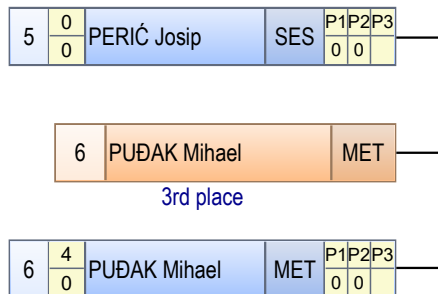 5 0 0 PERIĆ Josip SES P1 P2 P3 0 0
6 PUĐAK Mihael MET
3rd place
6 4 0 PUĐAK Mihael MET P1 P2 P3 0 0